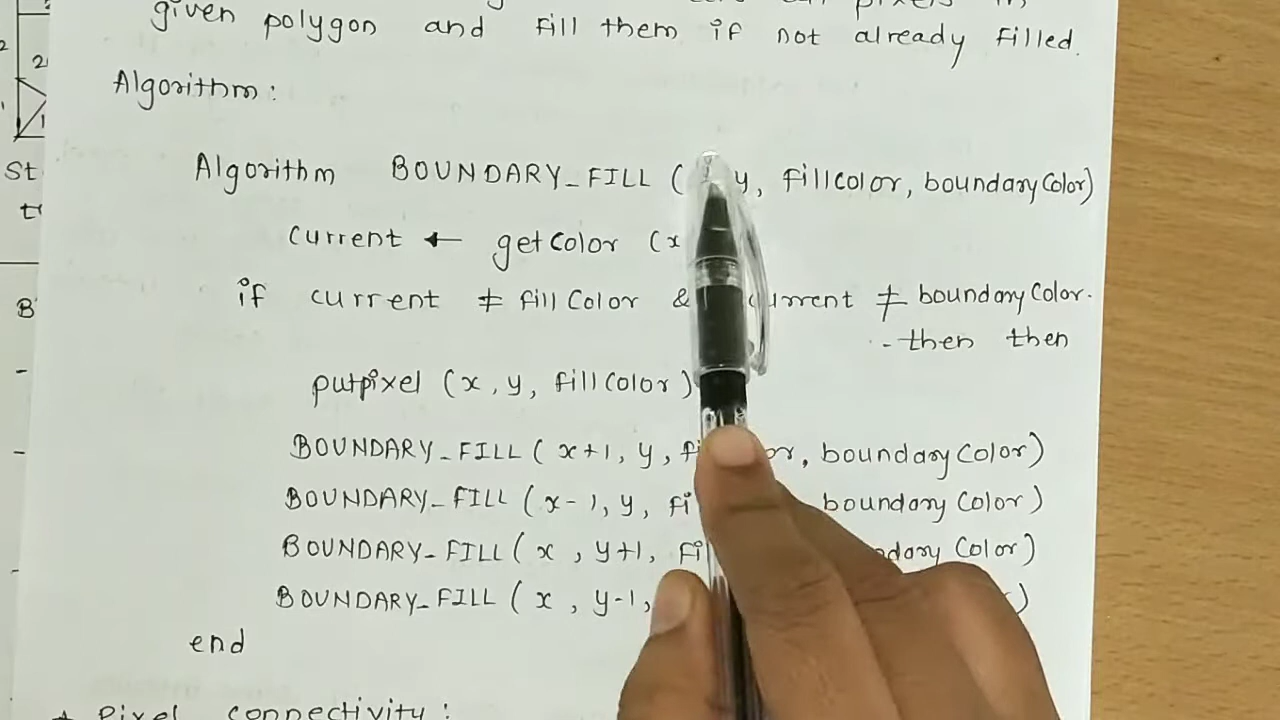 given polygon and fill them if not already filled.
Algorithm:
Algorithm BOUNDARY_FILL ( y, fillcolor, boundaryColor)
current ← getcolor (x
if current ≠ fillColor & current ≠ boundaryColor.
then then
putpixel (x, y, fillColor)
BOUNDARY_FILL ( x+1, y, boundaryColor)
BOUNDARY_FILL ( x-1, y, boundaryColor)
BOUNDARY_FILL ( x, y+1, Color)
BOUNDARY_FILL ( x, y-1, )
end
Pixel connectivity: